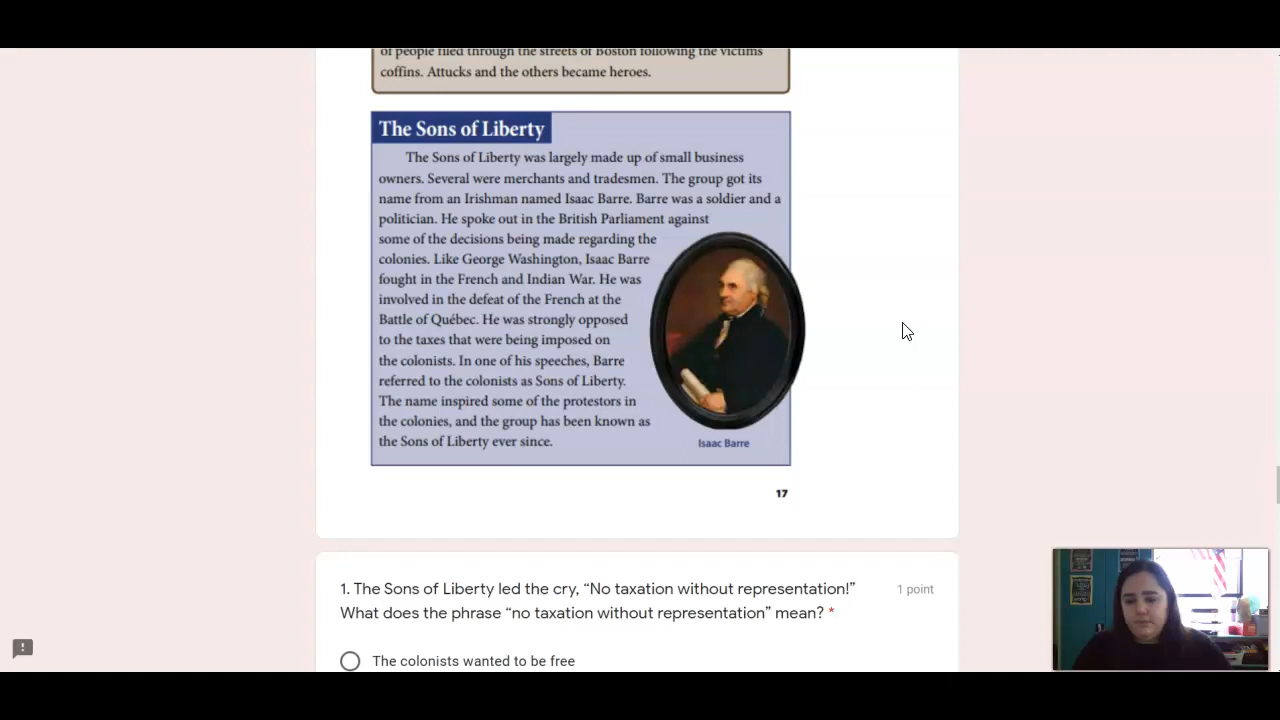 of people filed through the streets of Boston following the victims
coffins. Attucks and the others became heroes.
The Sons of Liberty
The Sons of Liberty was largely made up of small business
owners. Several were merchants and tradesmen. The group got its
name from an Irishman named Isaac Barre. Barre was a soldier and a
politician. He spoke out in the British Parliament against
some of the decisions being made regarding the
colonies. Like George Washington, Isaac Barre
fought in the French and Indian War. He was
involved in the defeat of the French at the
Battle of Québec. He was strongly opposed
to the taxes that were being imposed on
the colonists. In one of his speeches, Barre
referred to the colonists as Sons of Liberty.
The name inspired some of the protestors in
the colonies, and the group has been known as
the Sons of Liberty ever since.
Isaac Barre
17
1. The Sons of Liberty led the cry, “No taxation without representation!”
What does the phrase “no taxation without representation” mean? *
1 point
The colonists wanted to be free